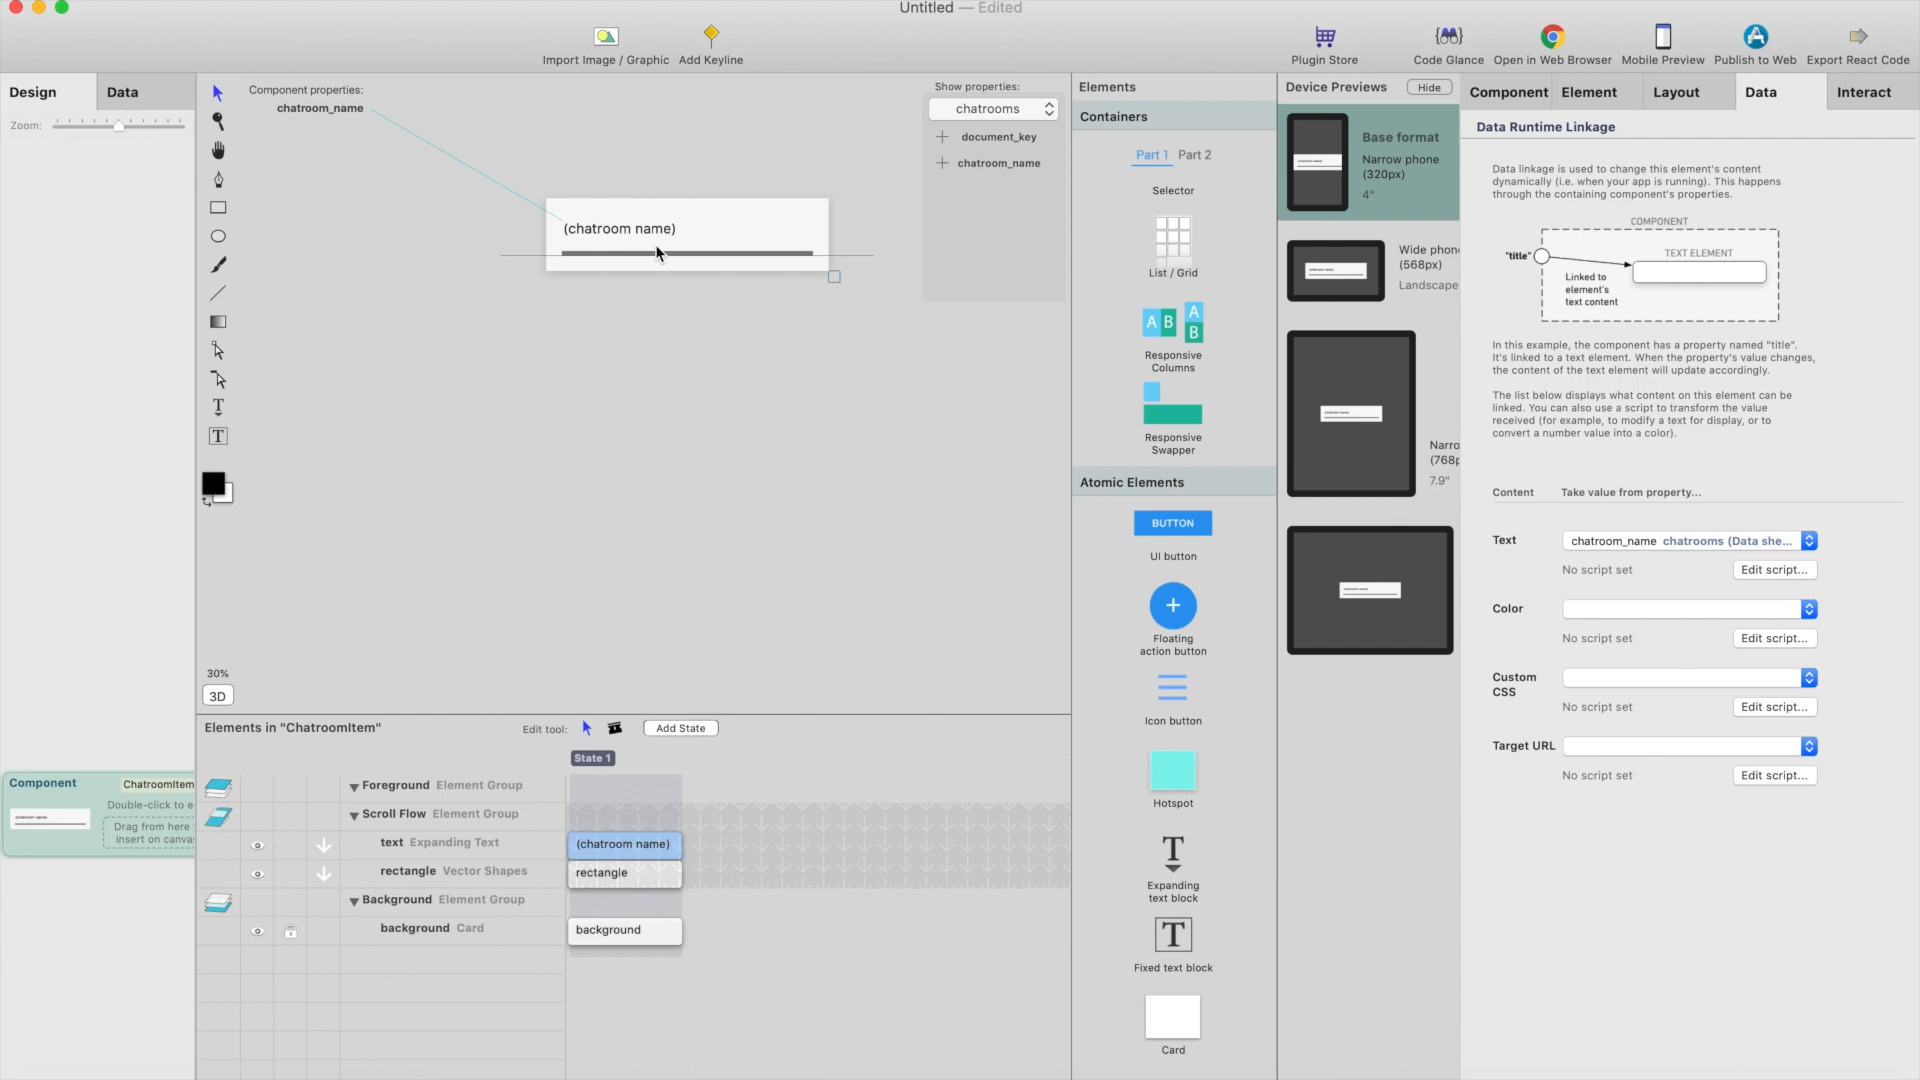 Untitled — Edited
Import Image / Graphic
Add Keyline
Plugin Store
Code Glance
Open in Web Browser
Mobile Preview
Publish to Web
Export React Code
Design
Data
Zoom:
Component properties:
chatroom_name
Show properties:
chatrooms
document_key
chatroom_name
(chatroom name)
30%
3D
Elements
Containers
Part 1
Part 2
Selector
List / Grid
A B
A
B
Responsive
Columns
Responsive
Swapper
Atomic Elements
BUTTON
UI button
Floating
action button
Icon button
Hotspot
Expanding
text block
Fixed text block
Card
Device Previews
Hide
Base format
Narrow phone
(320px)
4"
Wide phon
(568px)
Landscape
Narro
(768p
7.9"
Component
Element
Layout
Data
Interact
Data Runtime Linkage
Data linkage is used to change this element's content
dynamically (i.e. when your app is running). This happens
through the containing component's properties.
COMPONENT
"title"
TEXT ELEMENT
Linked to
element's
text content
In this example, the component has a property named "title".
It's linked to a text element. When the property's value changes,
the content of the text element will update accordingly.
The list below displays what content on this element can be
linked. You can also use a script to transform the value
received (for example, to modify a text for display, or to
convert a number value into a color).
Content
Take value from property...
Text
chatroom_name chatrooms (Data she...
No script set
Edit script...
Color
No script set
Edit script...
Custom
CSS
No script set
Edit script...
Target URL
No script set
Edit script...
Elements in "ChatroomItem"
Edit tool:
Add State
State 1
Foreground Element Group
Scroll Flow Element Group
text Expanding Text
(chatroom name)
rectangle Vector Shapes
rectangle
Background Element Group
background Card
background
Component
ChatroomItem
Double-click to e
Drag from here
insert on canva
(chatroom name)